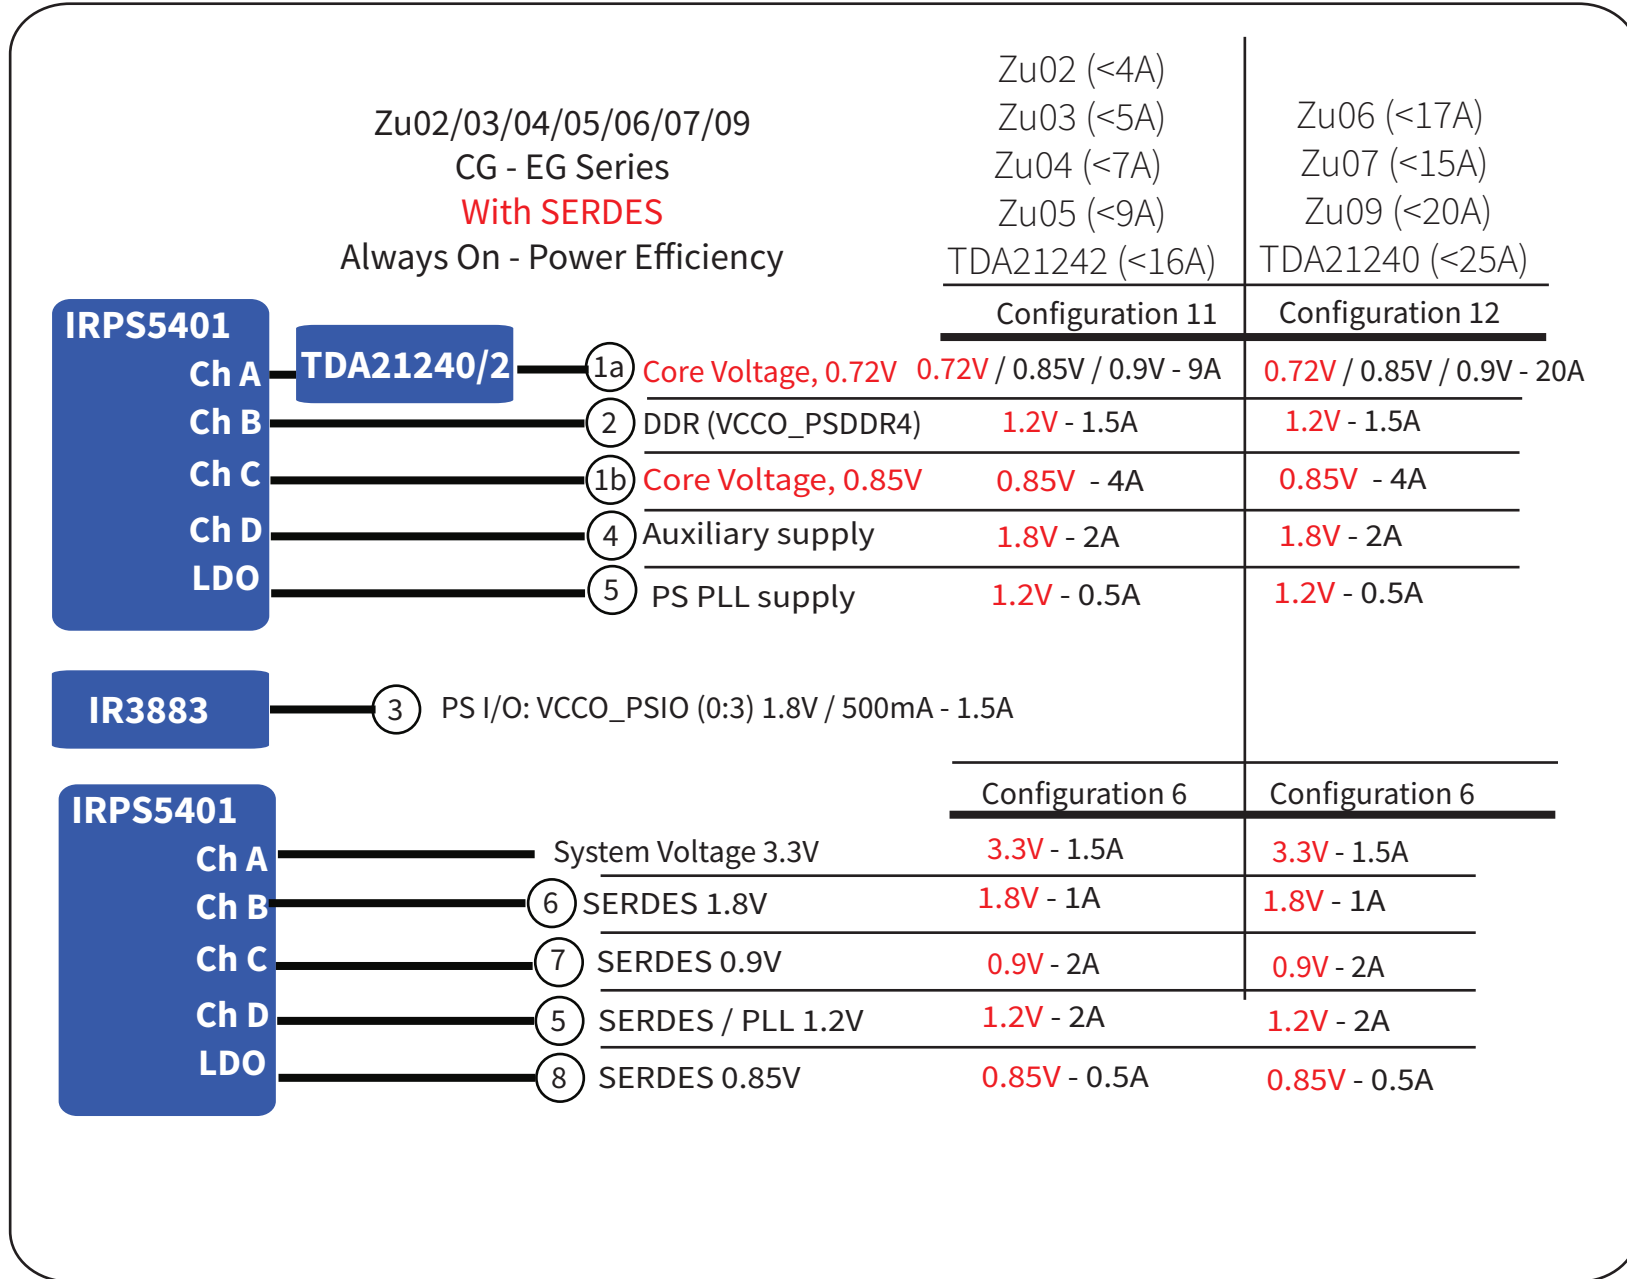 Zu02/03/04/05/06/07/09
CG - EG Series
With SERDES
Always On - Power Efficiency
Zu02 (<4A)
Zu03 (<5A)
Zu04 (<7A)
Zu05 (<9A)
TDA21242 (<16A)
Zu06 (<17A)
Zu07 (<15A)
Zu09 (<20A)
TDA21240 (<25A)
Configuration 11 Configuration 12
IRPS5401
Ch A TDA21240/2 1a Core Voltage, 0.72V 0.72V / 0.85V / 0.9V - 9A 0.72V / 0.85V / 0.9V - 20A
Ch B 2 DDR (VCCO_PSDDR4) 1.2V - 1.5A 1.2V - 1.5A
Ch C 1b Core Voltage, 0.85V 0.85V - 4A 0.85V - 4A
Ch D 4 Auxiliary supply 1.8V - 2A 1.8V - 2A
LDO 5 PS PLL supply 1.2V - 0.5A 1.2V - 0.5A
IR3883 3 PS I/O: VCCO_PSIO (0:3) 1.8V / 500mA - 1.5A
Configuration 6 Configuration 6
IRPS5401
Ch A System Voltage 3.3V 3.3V - 1.5A 3.3V - 1.5A
Ch B 6 SERDES 1.8V 1.8V - 1A 1.8V - 1A
Ch C 7 SERDES 0.9V 0.9V - 2A 0.9V - 2A
Ch D 5 SERDES / PLL 1.2V 1.2V - 2A 1.2V - 2A
LDO 8 SERDES 0.85V 0.85V - 0.5A 0.85V - 0.5A